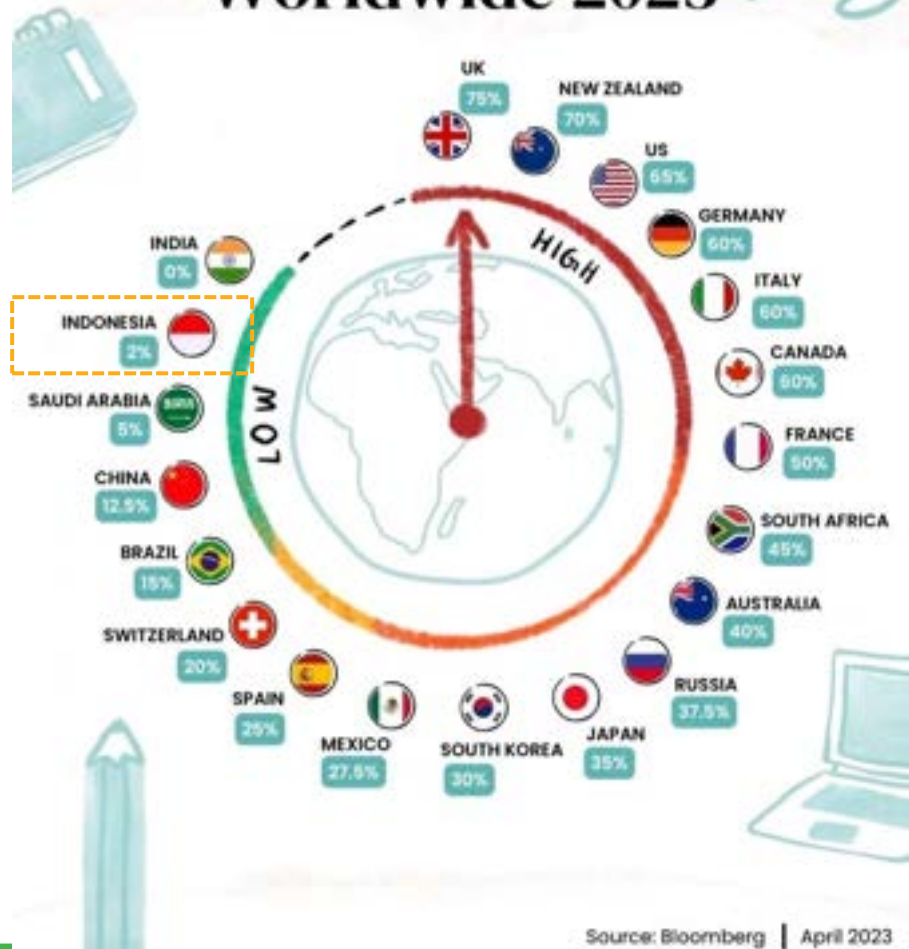 Worldwide 2023
UK
75%
NEW ZEALAND
70%
US
65%
GERMANY
60%
ITALY
60%
CANADA
60%
FRANCE
50%
SOUTH AFRICA
45%
AUSTRALIA
40%
RUSSIA
37.5%
JAPAN
35%
SOUTH KOREA
30%
MEXICO
27.5%
SPAIN
25%
SWITZERLAND
20%
BRAZIL
15%
CHINA
12.5%
SAUDI ARABIA
5%
INDONESIA
2%
INDIA
0%
HIGH
LOW
Source: Bloomberg | April 2023